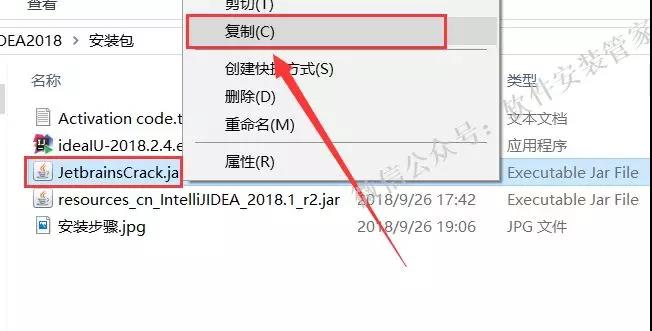 查看
剪切(T)
IDEA2018 › 安装包
复制(C)
名称
类型
创建快捷方式(S)
Activation code.t
文本文档
删除(D)
ideaIU-2018.2.4.e
应用程序
重命名(M)
JetbrainsCrack.ja
Executable Jar File
属性(R)
resources_cn_IntelliJIDEA_2018.1_r2.jar
2018/9/26 17:42
Executable Jar File
安装步骤.jpg
2018/9/26 19:06
JPG 文件
微信公众号：软件安装管家